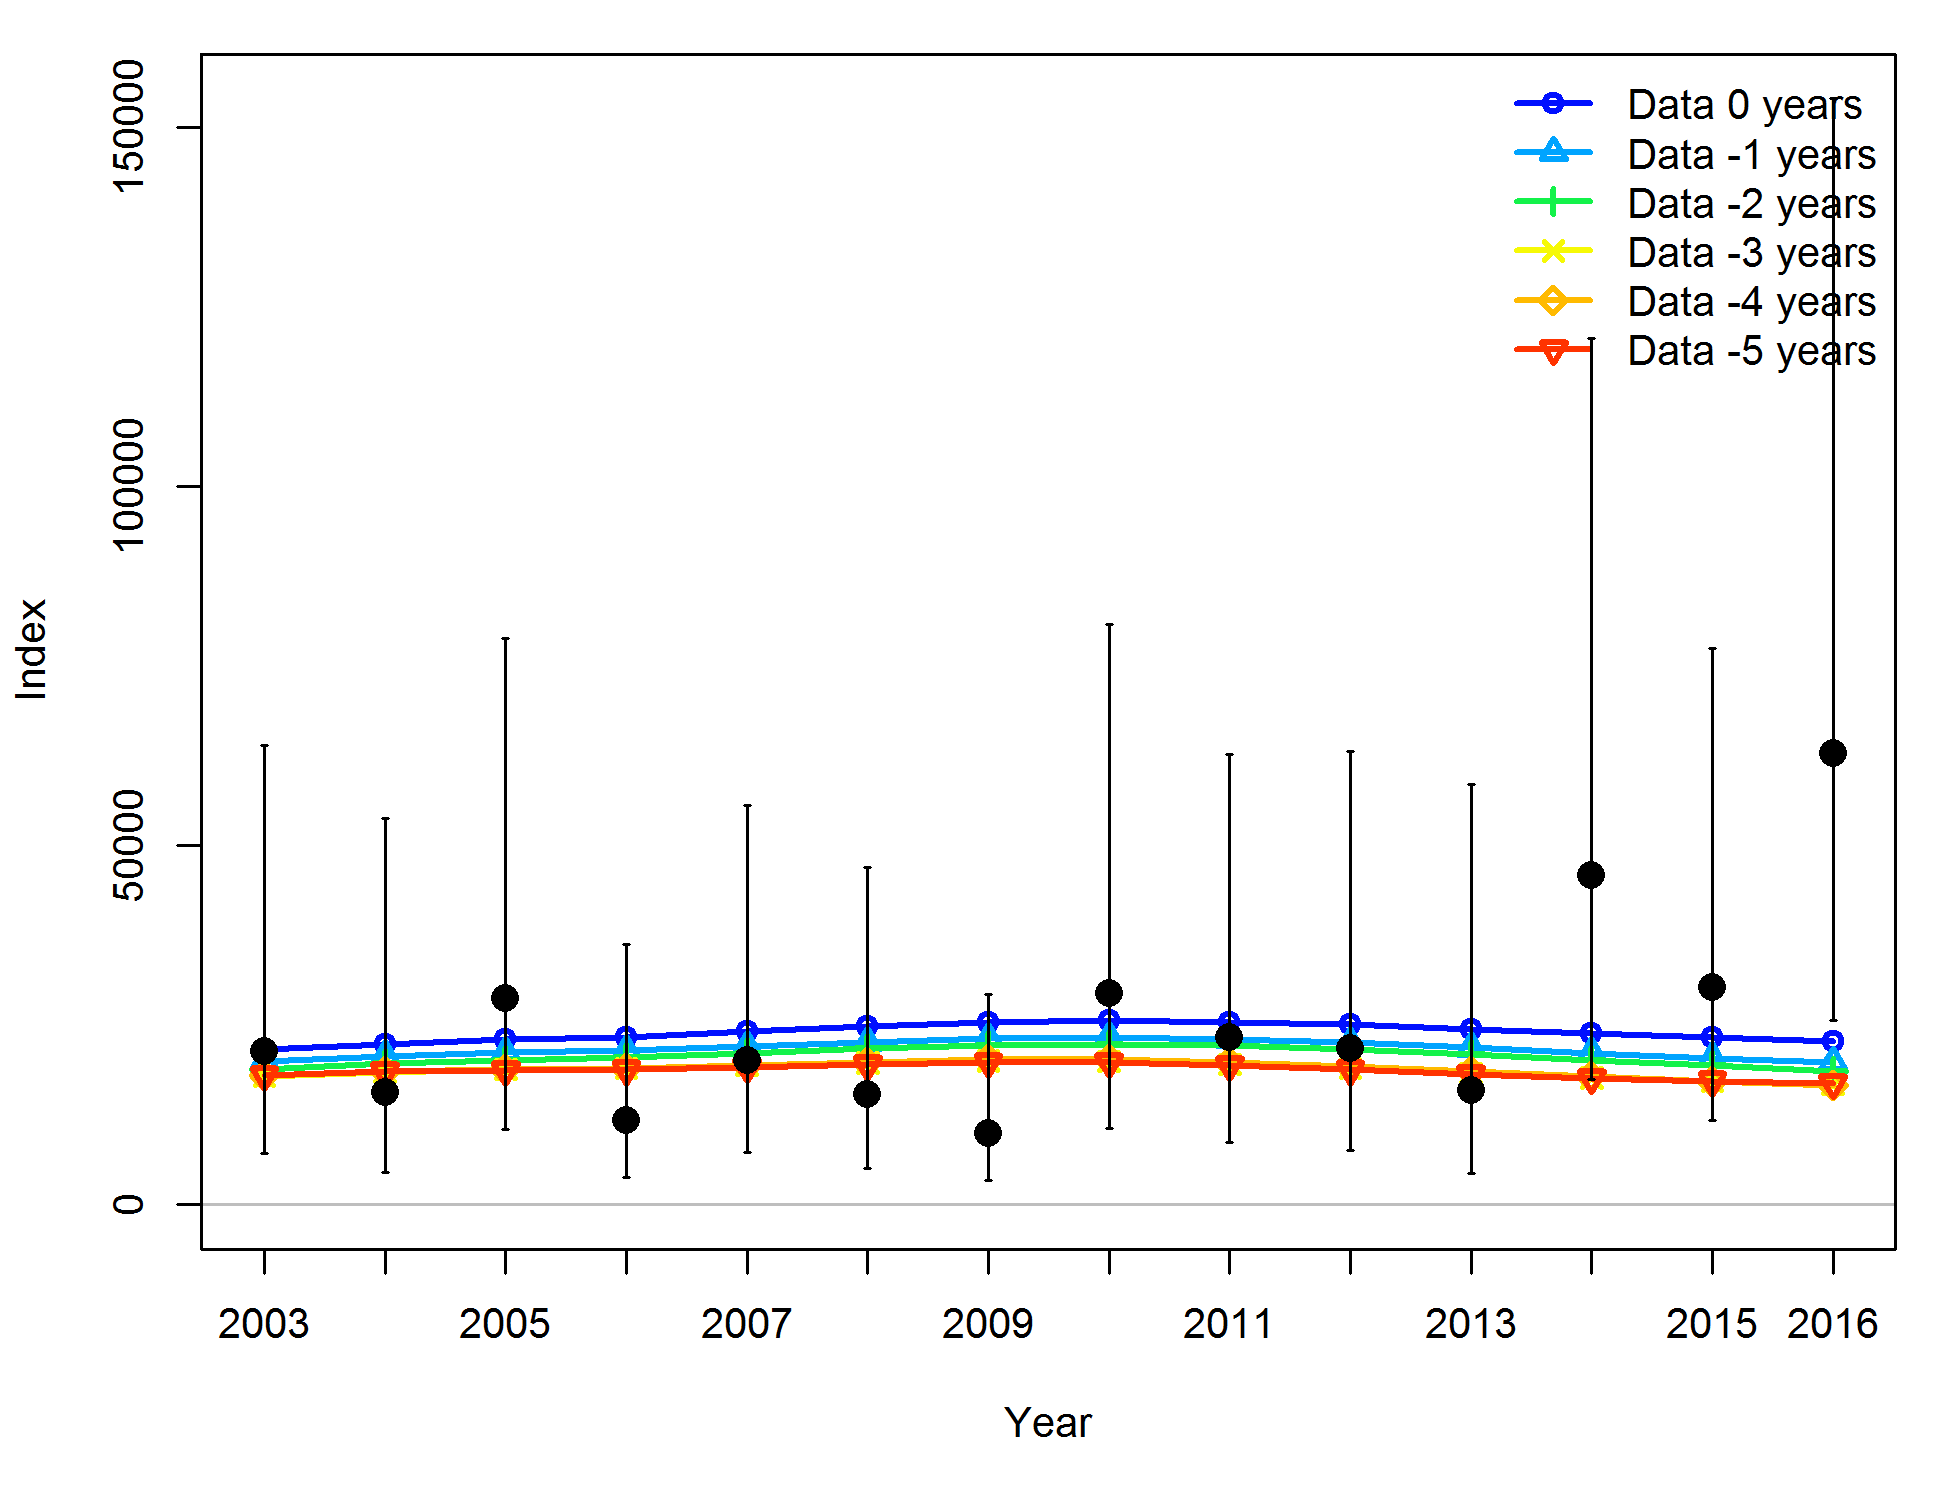 Data 0 years
Data -1 years
Data -2 years
Data -3 years
Data -4 years
Data -5 years
150000
100000
50000
0
Index
2003 2005 2007 2009 2011 2013 2015 2016
Year